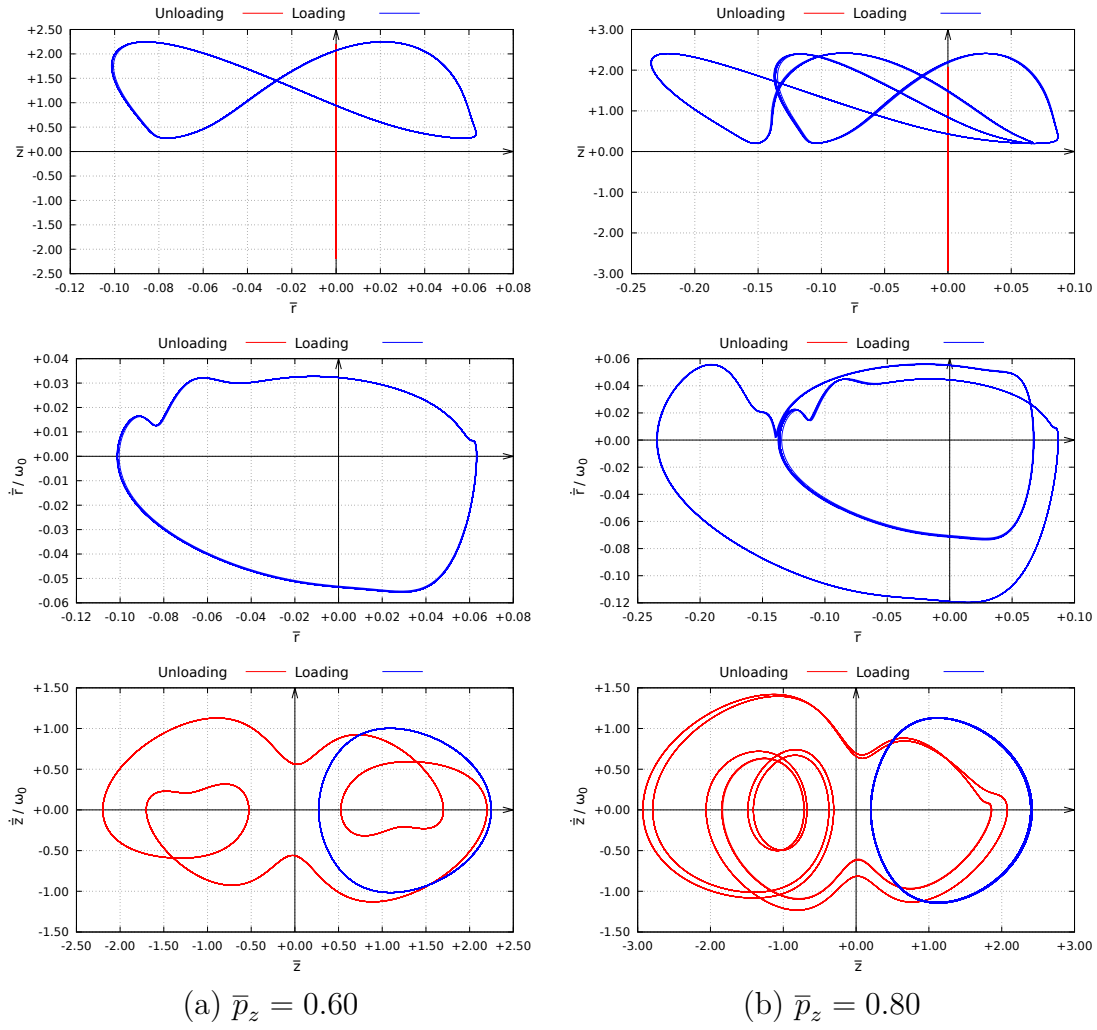 Unloading Loading
+2.50
+2.00
+1.50
+1.00
+0.50
+0.00
-0.50
-1.00
-1.50
-2.00
-2.50
z̅
-0.12 -0.10 -0.08 -0.06 -0.04 -0.02 +0.00 +0.02 +0.04 +0.06 +0.08
r̅
Unloading Loading
+3.00
+2.00
+1.00
+0.00
-1.00
-2.00
-3.00
z̅
-0.25 -0.20 -0.15 -0.10 -0.05 +0.00 +0.05 +0.10
r̅
Unloading Loading
+0.04
+0.03
+0.02
+0.01
+0.00
-0.01
-0.02
-0.03
-0.04
-0.05
-0.06
ṙ̅ / ω₀
-0.12 -0.10 -0.08 -0.06 -0.04 -0.02 +0.00 +0.02 +0.04 +0.06 +0.08
r̅
Unloading Loading
+0.06
+0.04
+0.02
+0.00
-0.02
-0.04
-0.06
-0.08
-0.10
-0.12
ṙ̅ / ω₀
-0.25 -0.20 -0.15 -0.10 -0.05 +0.00 +0.05 +0.10
r̅
Unloading Loading
+1.50
+1.00
+0.50
+0.00
-0.50
-1.00
-1.50
ż̅ / ω₀
-2.50 -2.00 -1.50 -1.00 -0.50 +0.00 +0.50 +1.00 +1.50 +2.00 +2.50
z̅
Unloading Loading
+1.50
+1.00
+0.50
+0.00
-0.50
-1.00
-1.50
ż̅ / ω₀
-3.00 -2.00 -1.00 +0.00 +1.00 +2.00 +3.00
z̅
(a) p̅_z = 0.60
(b) p̅_z = 0.80